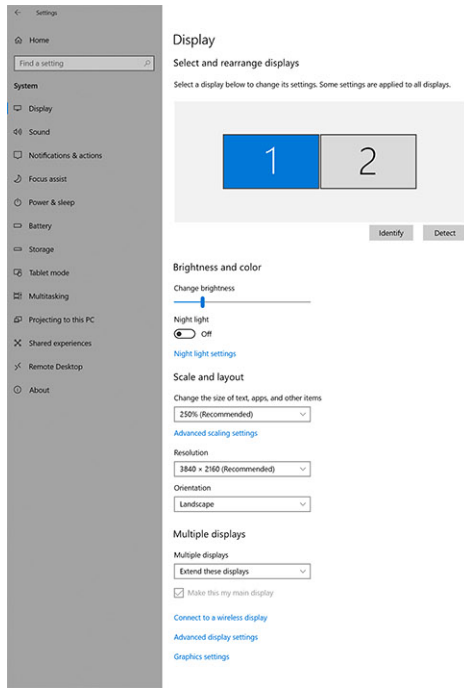 Settings
Home
Find a setting
System
Display
Sound
Notifications & actions
Focus assist
Power & sleep
Battery
Storage
Tablet mode
Multitasking
Projecting to this PC
Shared experiences
Remote Desktop
About
Display
Select and rearrange displays
Select a display below to change its settings. Some settings are applied to all displays.
1
2
Identify
Detect
Brightness and color
Change brightness
Night light
Off
Night light settings
Scale and layout
Change the size of text, apps, and other items
250% (Recommended)
Advanced scaling settings
Resolution
3840 × 2160 (Recommended)
Orientation
Landscape
Multiple displays
Multiple displays
Extend these displays
Make this my main display
Connect to a wireless display
Advanced display settings
Graphics settings